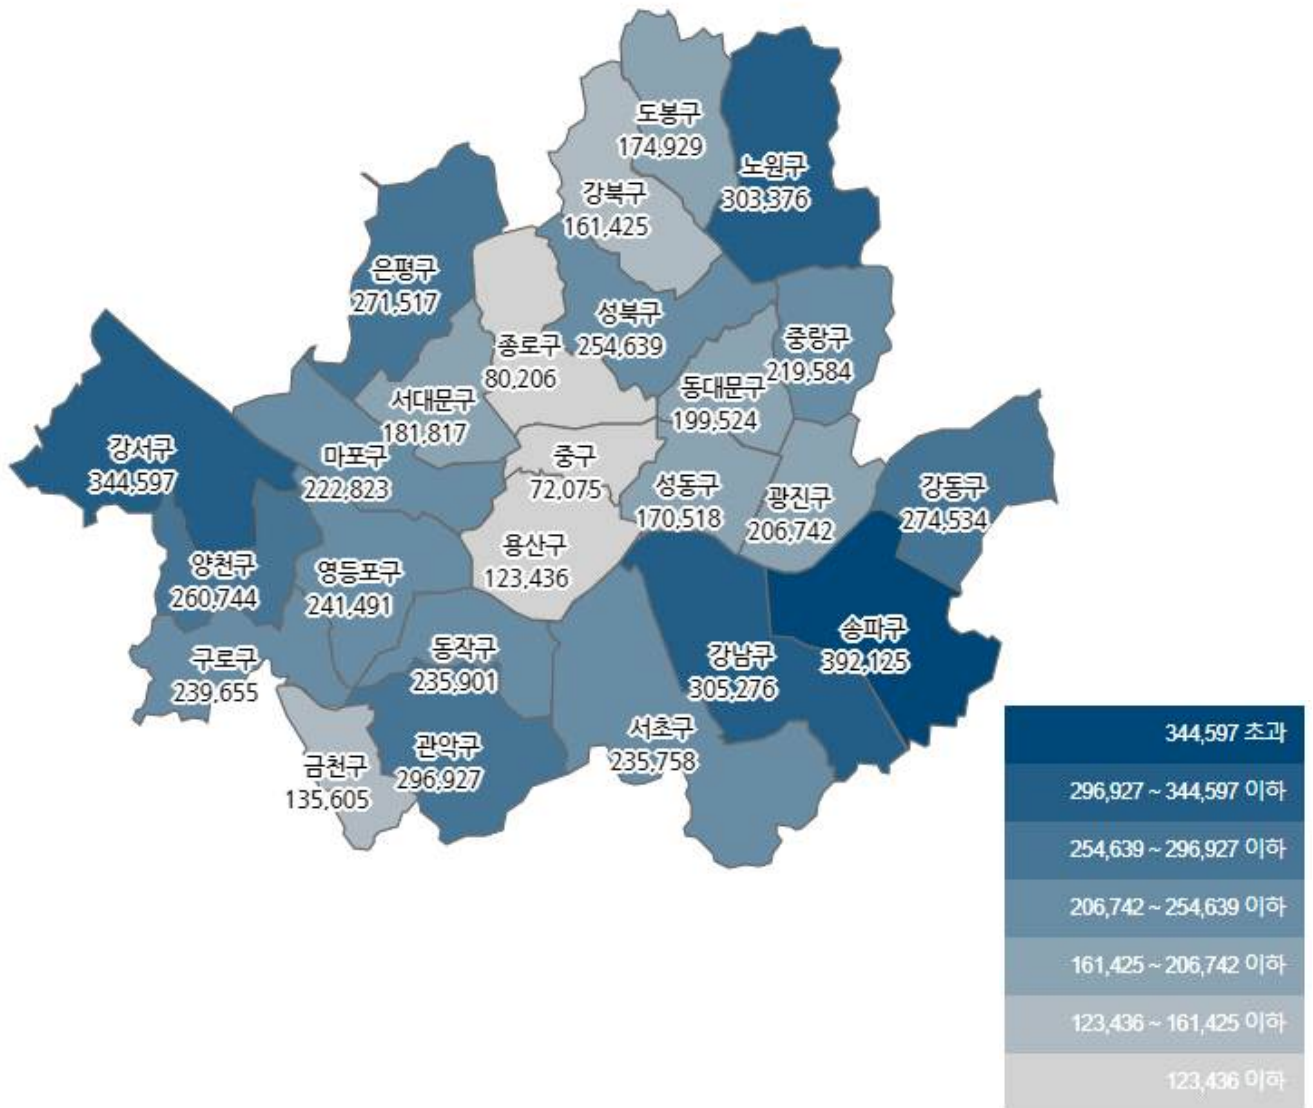 도봉구
174,929
노원구
303,376
강북구
161,425
은평구
271,517
성북구
254,639
중랑구
219,584
종로구
80,206
동대문구
199,524
서대문구
181,817
강서구
344,597
마포구
222,823
중구
72,075
성동구
170,518
광진구
206,742
강동구
274,534
용산구
123,436
양천구
260,744
영등포구
241,491
송파구
392,125
구로구
239,655
동작구
235,901
강남구
305,276
서초구
235,758
관악구
296,927
금천구
135,605
344,597 초과
296,927 ~ 344,597 이하
254,639 ~ 296,927 이하
206,742 ~ 254,639 이하
161,425 ~ 206,742 이하
123,436 ~ 161,425 이하
123,436 이하